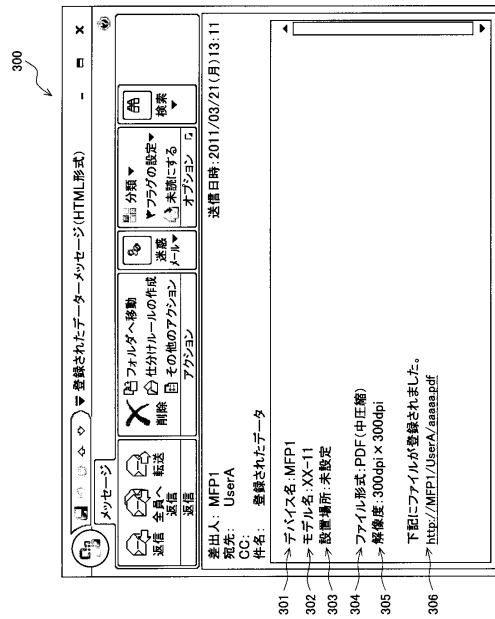 300
登録されたデーターメッセージ(HTML形式)
メッセージ
返信
全員へ
返信
転送
返信
削除
フォルダへ移動
仕分けルールの作成
その他のアクション
アクション
迷惑
メール▼
分類▼
フラグの設定▼
未読にする
オプション
検索
差出人: MFP1
送信日時:2011/03/21(月)13:11
宛先: UserA
CC:
件名: 登録されたデータ
301 デバイス名:MFP1
302 モデル名:XX-11
303 設置場所:未設定
304 ファイル形式:PDF(中圧縮)
305 解像度:300dpi×300dpi
下記にファイルが登録されました。
306 http://MFP1/UserA/aaaaa.pdf